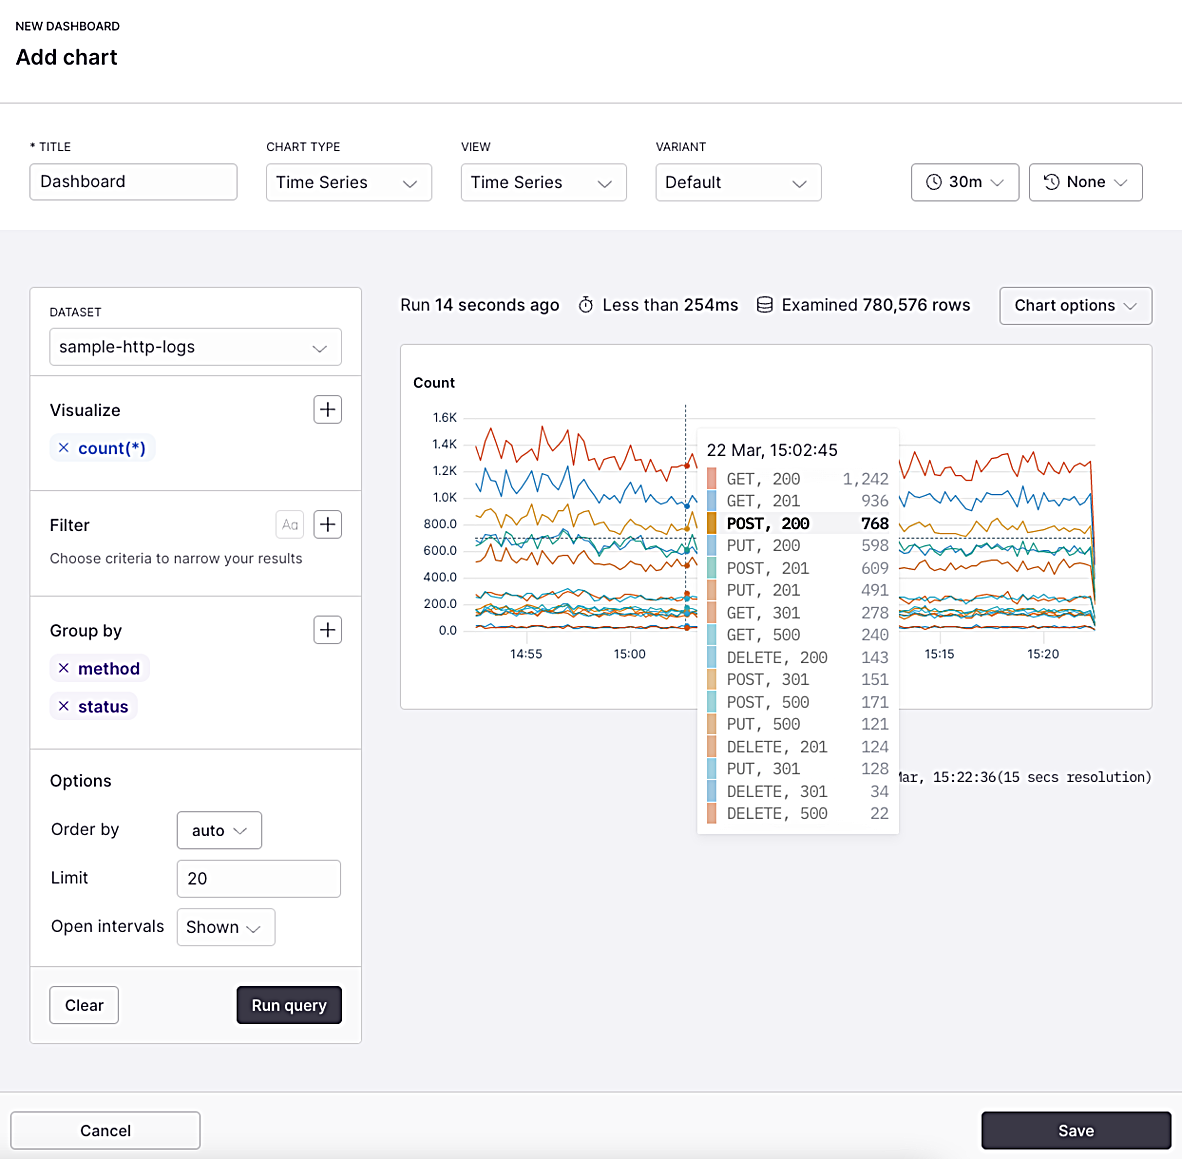 NEW DASHBOARD
Add chart
* TITLE
CHART TYPE
VIEW
VARIANT
Dashboard
Time Series
Time Series
Default
30m
None
DATASET
sample-http-logs
Visualize
count(*)
Filter
Aa
Choose criteria to narrow your results
Group by
method
status
Options
Order by
auto
Limit
20
Open intervals
Shown
Clear
Run query
Run 14 seconds ago
Less than 254ms
Examined 780,576 rows
Chart options
Count
1.6K
1.4K
1.2K
1.0K
800.0
600.0
400.0
200.0
0.0
14:55
15:00
15:15
15:20
22 Mar, 15:02:45
GET, 200 1,242
GET, 201 936
POST, 200 768
PUT, 200 598
POST, 201 609
PUT, 201 491
GET, 301 278
GET, 500 240
DELETE, 200 143
POST, 301 151
POST, 500 171
PUT, 500 121
DELETE, 201 124
PUT, 301 128
DELETE, 301 34
DELETE, 500 22
Mar, 15:22:36(15 secs resolution)
Cancel
Save